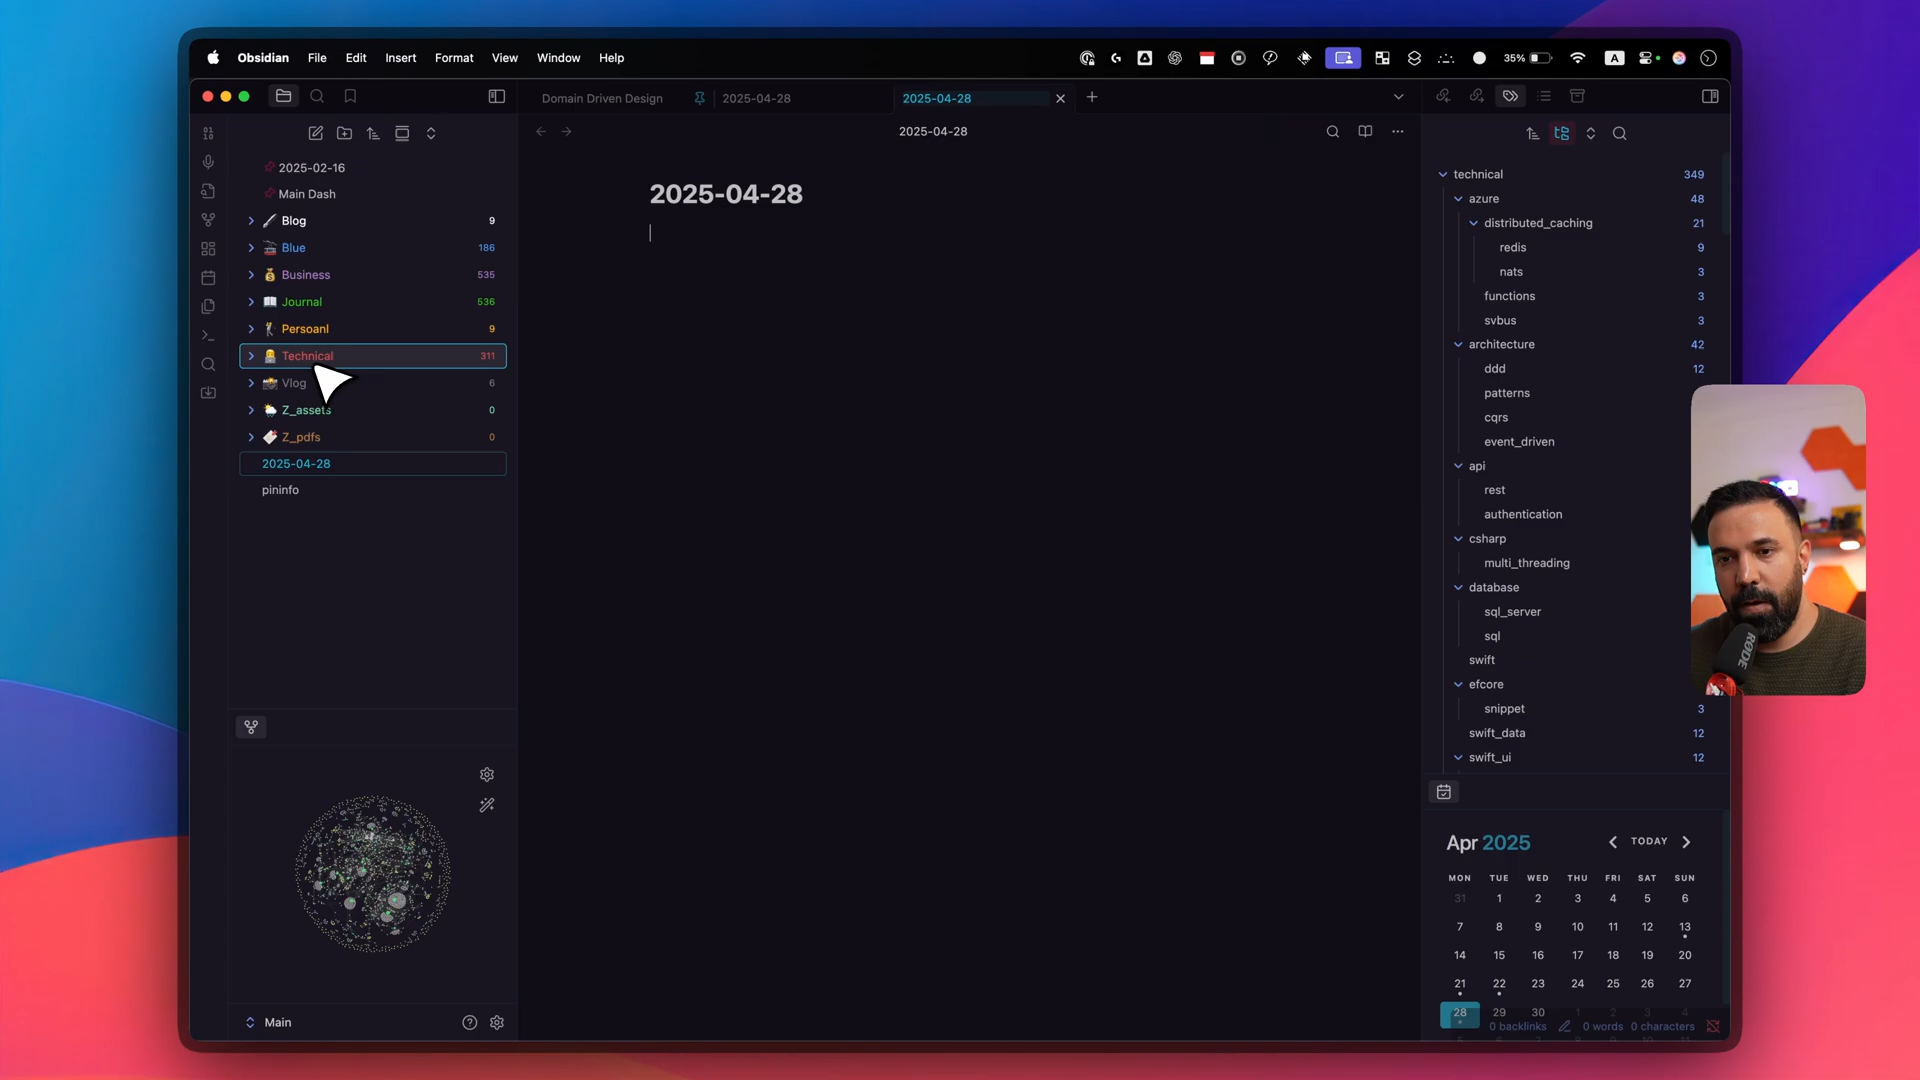 Obsidian File Edit Insert Format View Window Help
35%
A
Domain Driven Design
2025-04-28
2025-04-28
2025-04-28
2025-02-16
Main Dash
Blog 9
Blue 186
Business 535
Journal 536
Persoanl 9
Technical 311
Vlog 6
Z_assets 0
Z_pdfs 0
2025-04-28
pininfo
Main
2025-04-28
technical 349
azure 48
distributed_caching 21
redis 9
nats 3
functions 3
svbus 3
architecture 42
ddd 12
patterns
cqrs
event_driven
api
rest
authentication
csharp
multi_threading
database
sql_server
sql
swift
efcore
snippet 3
swift_data 12
swift_ui 12
RØDE
Apr 2025 TODAY
MON TUE WED THU FRI SAT SUN
31 1 2 3 4 5 6
7 8 9 10 11 12 13
14 15 16 17 18 19 20
21 22 23 24 25 26 27
28 29 30 1 2 3 4
0 backlinks 0 words 0 characters